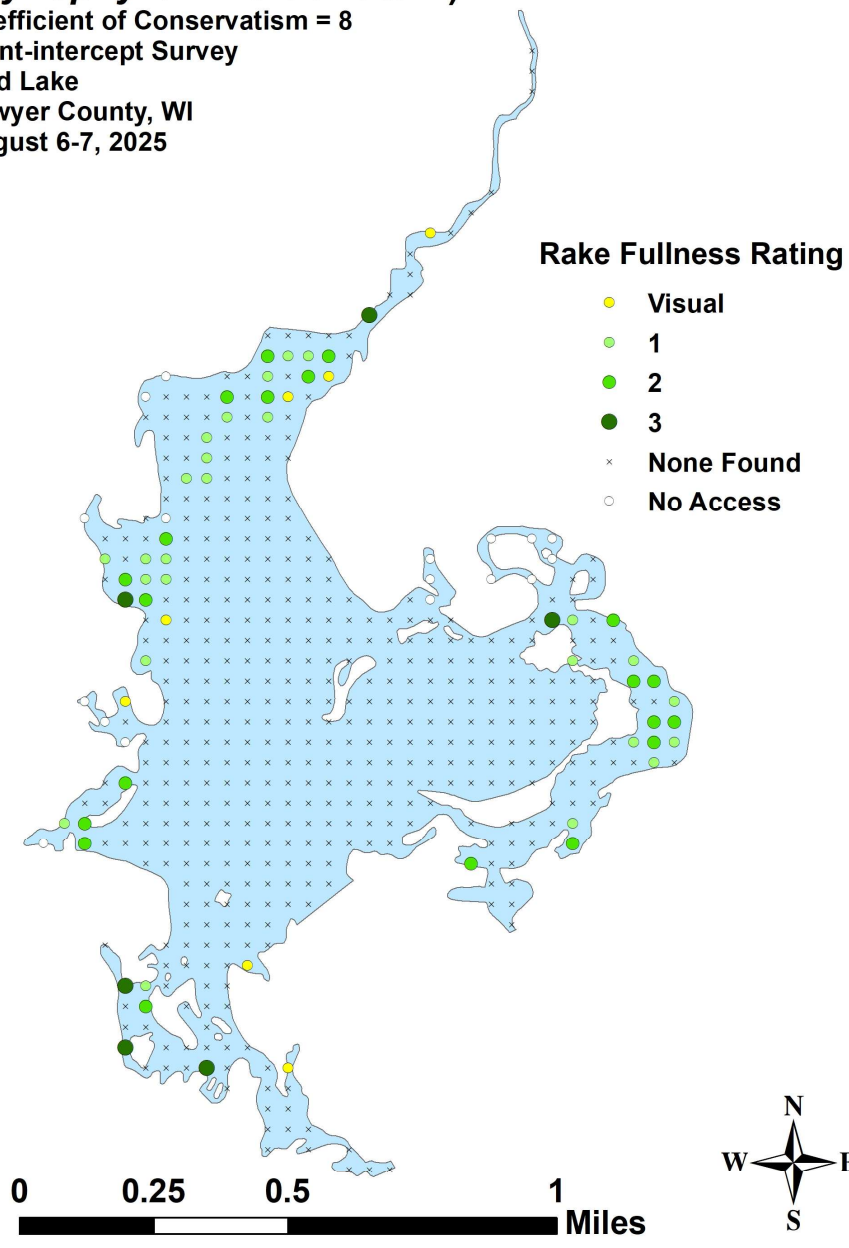 efficient of Conservatism = 8
nt-intercept Survey
d Lake
wyer County, WI
gust 6-7, 2025
Rake Fullness Rating
Visual
1
2
3
None Found
No Access
N
W
S
0 0.25 0.5 1
Miles